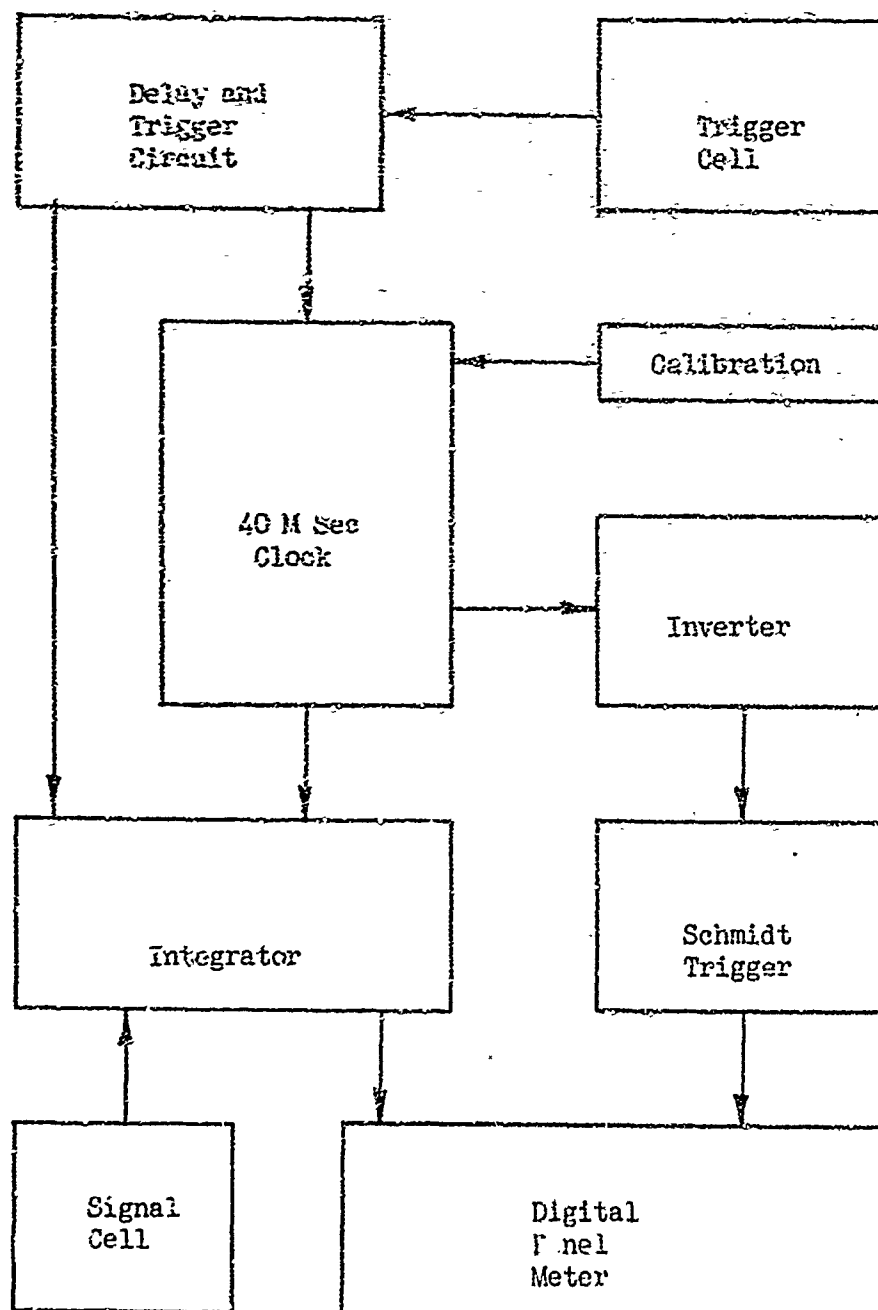 Delay and
Trigger
Circuit
Trigger
Cell
Calibration
40 M Sec
Clock
Inverter
Integrator
Schmidt
Trigger
Signal
Cell
Digital
Meter